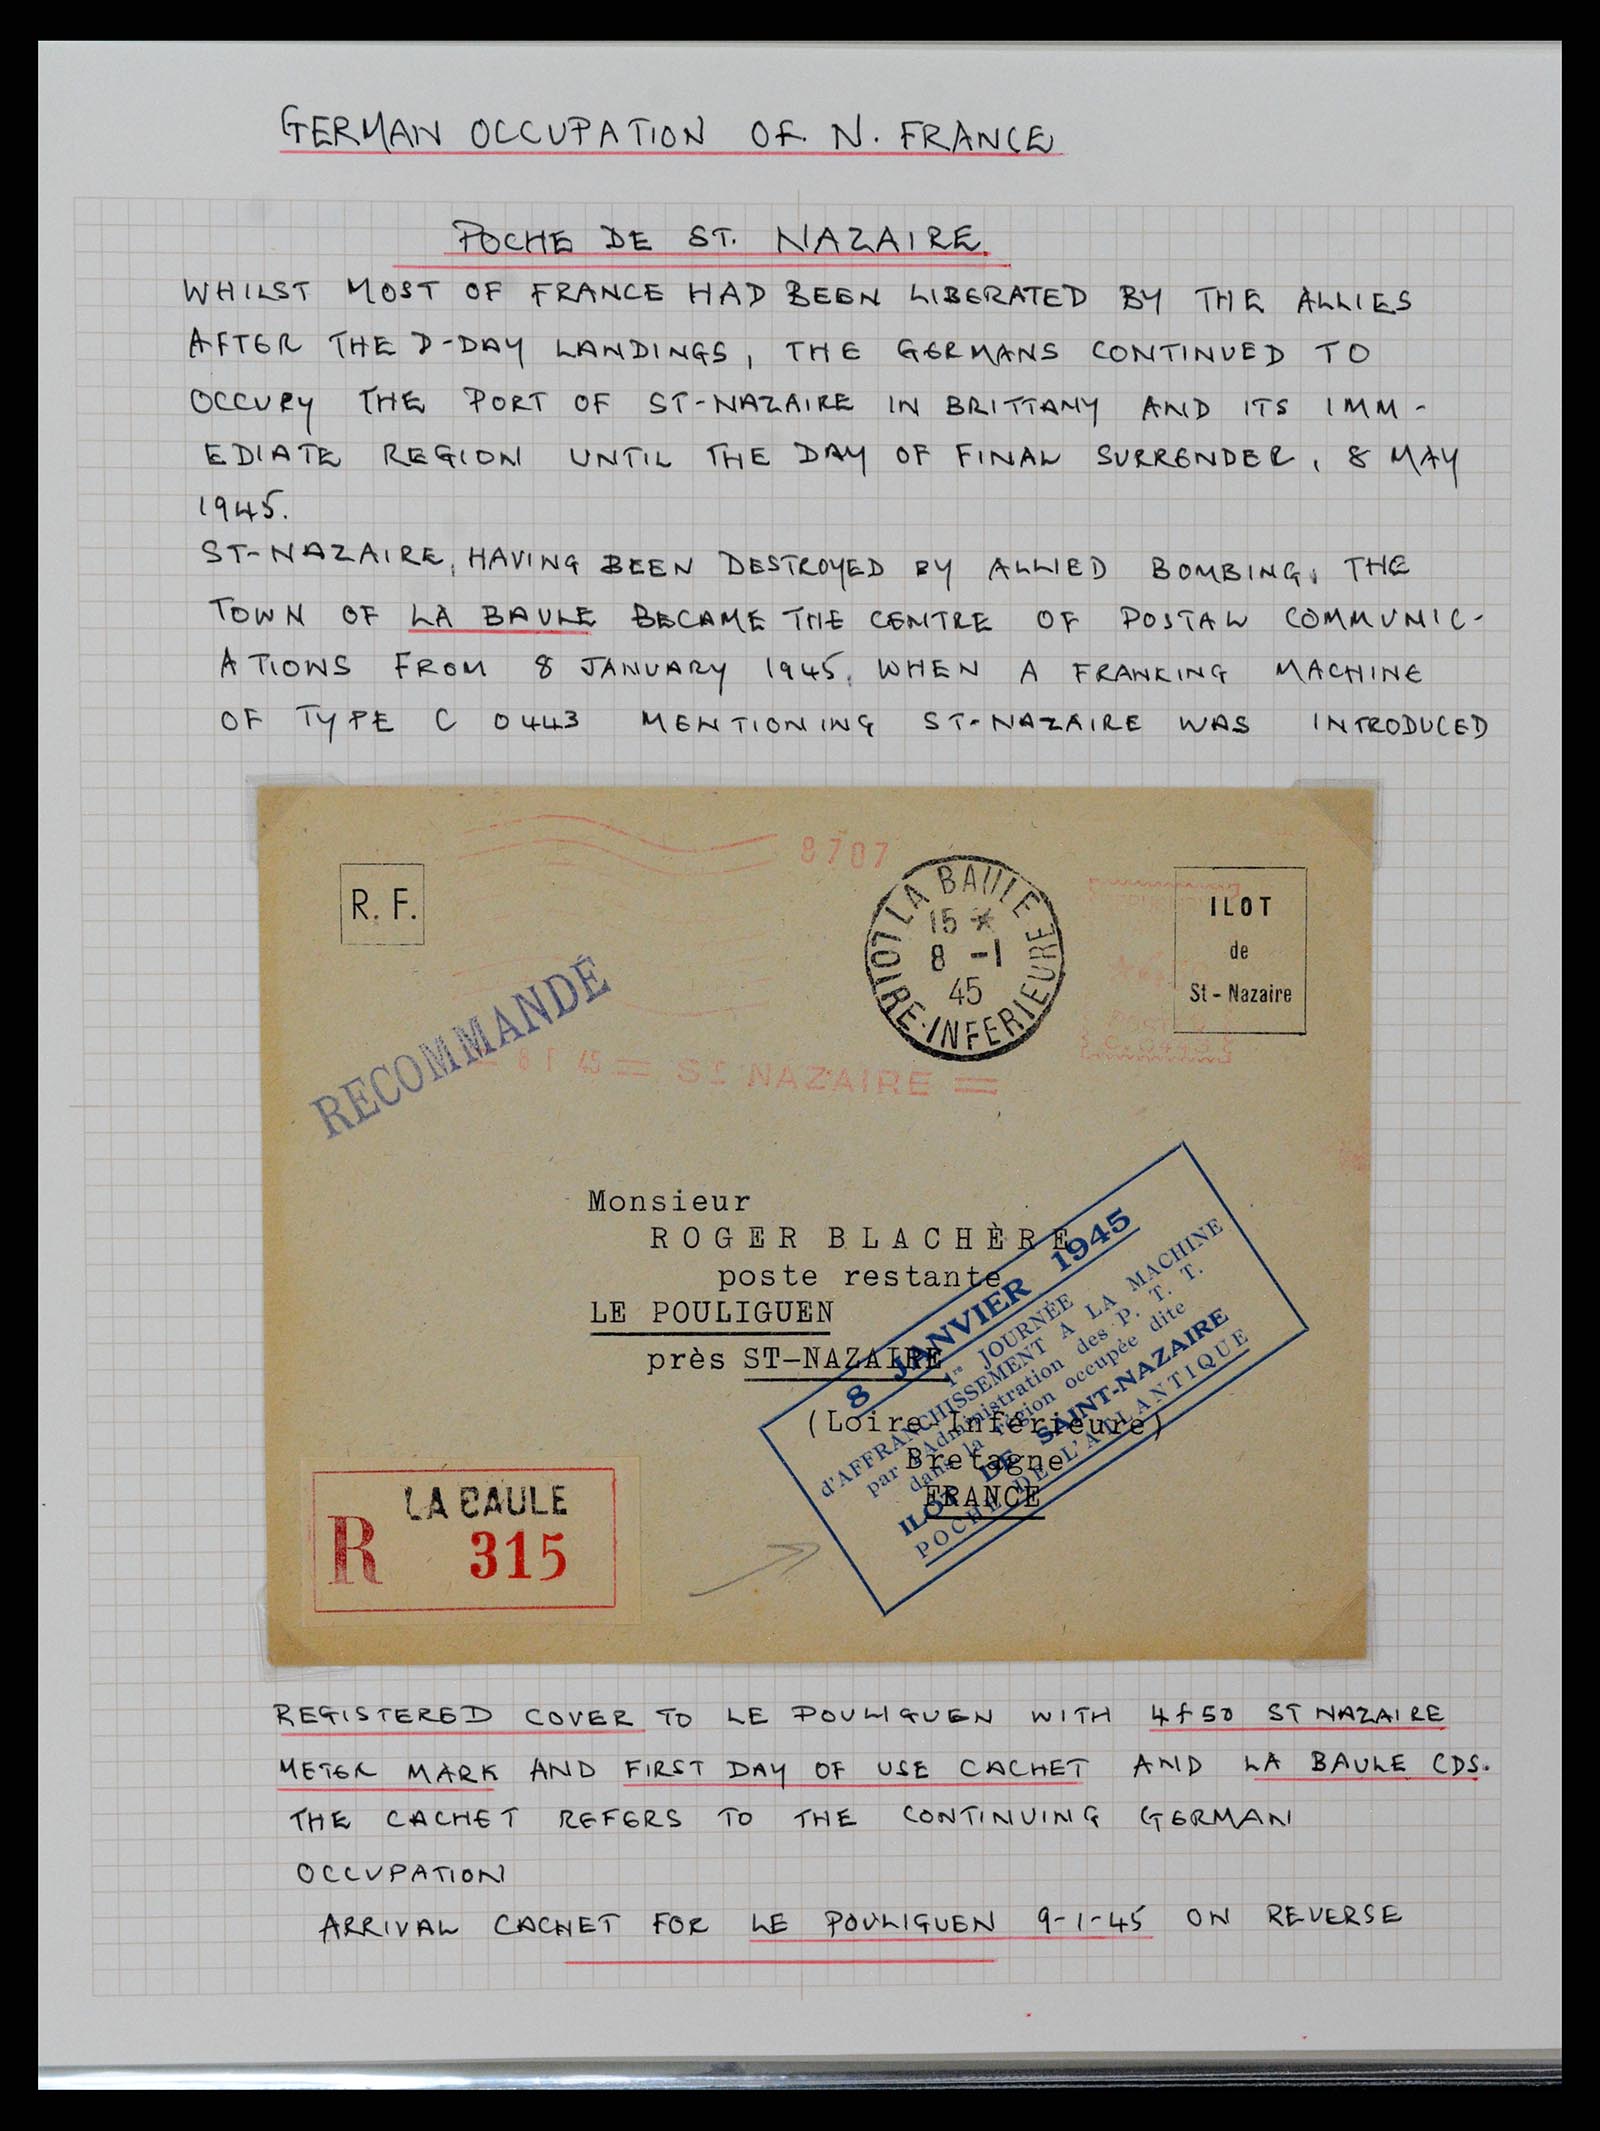 GERMAN OCCUPATION OF N. FRANCE
POCHE DE ST. NAZAIRE.
WHILST MOST OF FRANCE HAD BEEN LIBERATED BY THE ALLIES
AFTER THE D-DAY LANDINGS, THE GERMANS CONTINUED TO
OCCUPY THE PORT OF ST-NAZAIRE IN BRITTANY AND ITS IMM-
EDIATE REGION UNTIL THE DAY OF FINAL SURRENDER, 8 MAY
1945.
ST-NAZAIRE, HAVING BEEN DESTROYED BY ALLIED BOMBING, THE
TOWN OF LA BAULE BECAME THE CENTRE OF POSTAL COMMUNIC-
ATIONS FROM 8 JANUARY 1945, WHEN A FRANKING MACHINE
OF TYPE C 0443 MENTIONING ST-NAZAIRE WAS INTRODUCED
8707
R. F.
LA BAULE
15 *
8 -1
45
LOIRE-INFERIEURE
ILOT
de
St - Nazaire
C. 0443
RECOMMANDÉ
8 1 45 == ST NAZAIRE ==
Monsieur
ROGER BLACHÈRE
poste restante
LE POULIGUEN
près ST-NAZAIRE
(Loire-Inférieure)
Bretagne
FRANCE
8 JANVIER 1945
1re JOURNÉE
d'AFFRANCHISSEMENT A LA MACHINE
par l'Administration des P. T. T.
dans la région occupée dite
ILOT DE SAINT-NAZAIRE
POCHE DE L'ATLANTIQUE
LA BAULE
R 315
REGISTERED COVER TO LE POULIGUEN WITH 4f50 ST NAZAIRE
METER MARK AND FIRST DAY OF USE CACHET AND LA BAULE CDS.
THE CACHET REFERS TO THE CONTINUING GERMAN
OCCUPATION
ARRIVAL CACHET FOR LE POULIGUEN 9-1-45 ON REVERSE